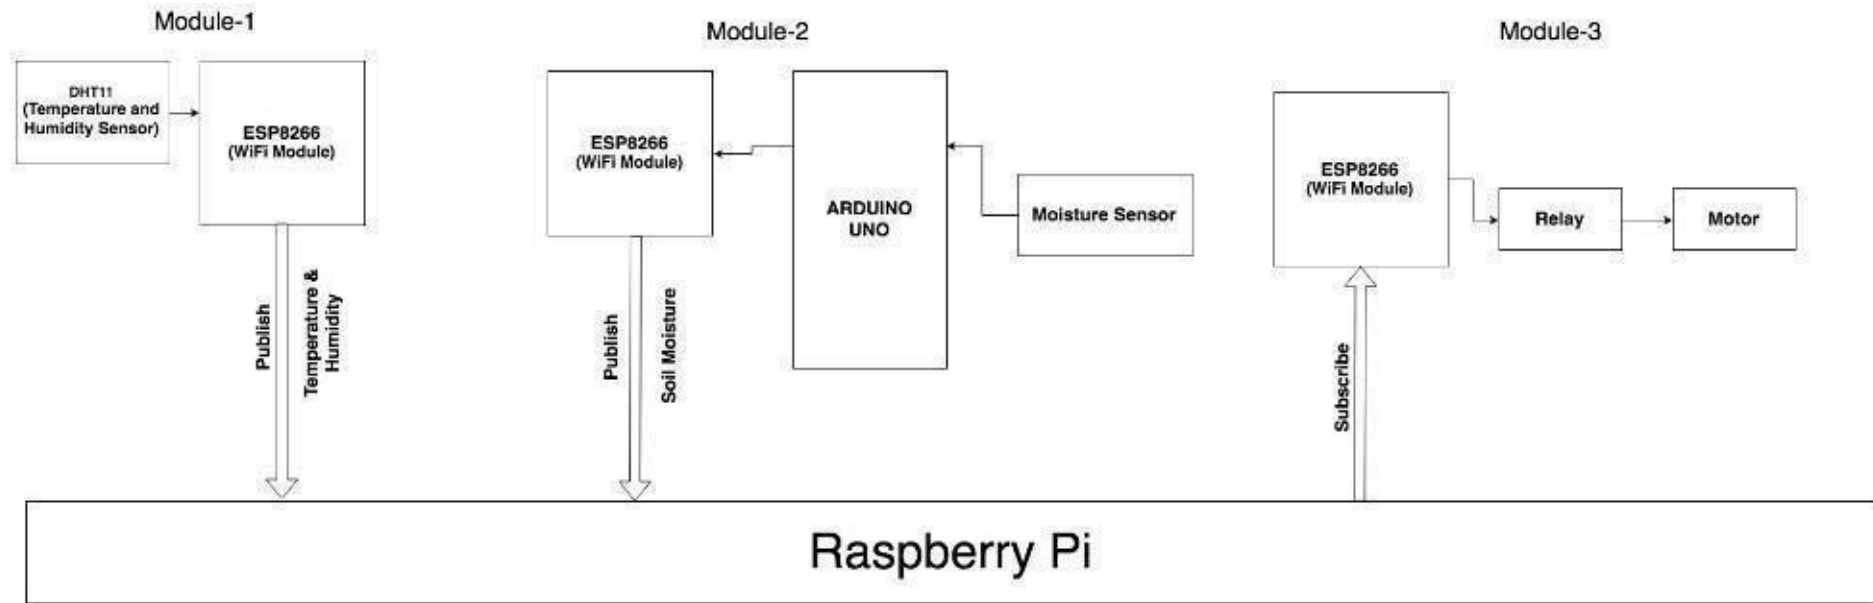 Module-1
DHT11
(Temperature and
Humidity Sensor)
ESP8266
(WiFi Module)
Publish
Temperature &
Humidity
Module-2
ESP8266
(WiFi Module)
ARDUINO
UNO
Moisture Sensor
Publish
Soil Moisture
Module-3
ESP8266
(WiFi Module)
Relay
Motor
Subscribe
Raspberry Pi